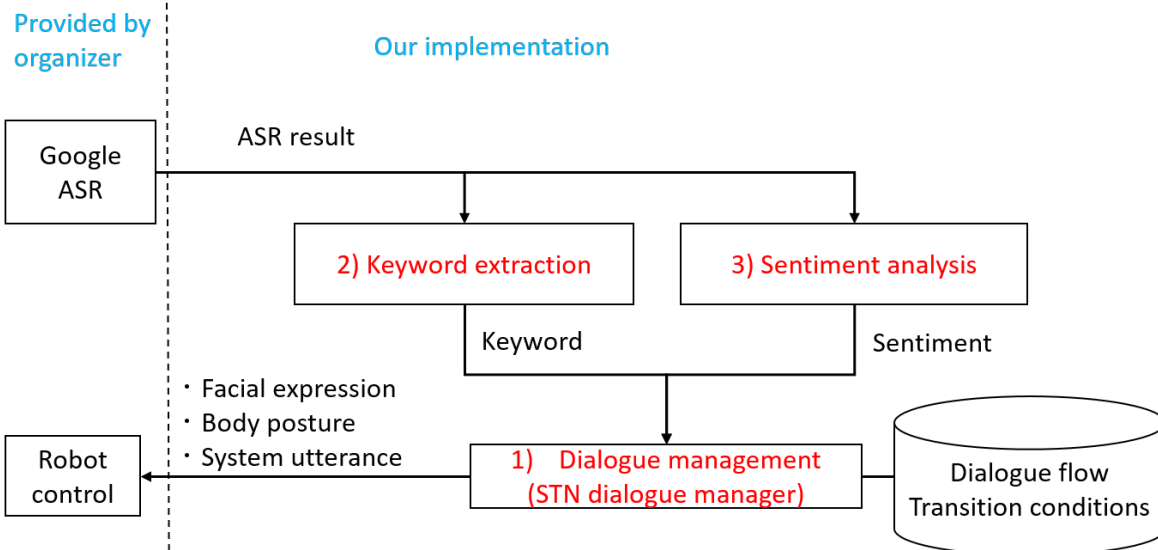 Provided by
organizer
Our implementation
Google
ASR
ASR result
2) Keyword extraction
3) Sentiment analysis
Keyword
Sentiment
・Facial expression
・Body posture
・System utterance
Robot
control
1) Dialogue management
(STN dialogue manager)
Dialogue flow
Transition conditions